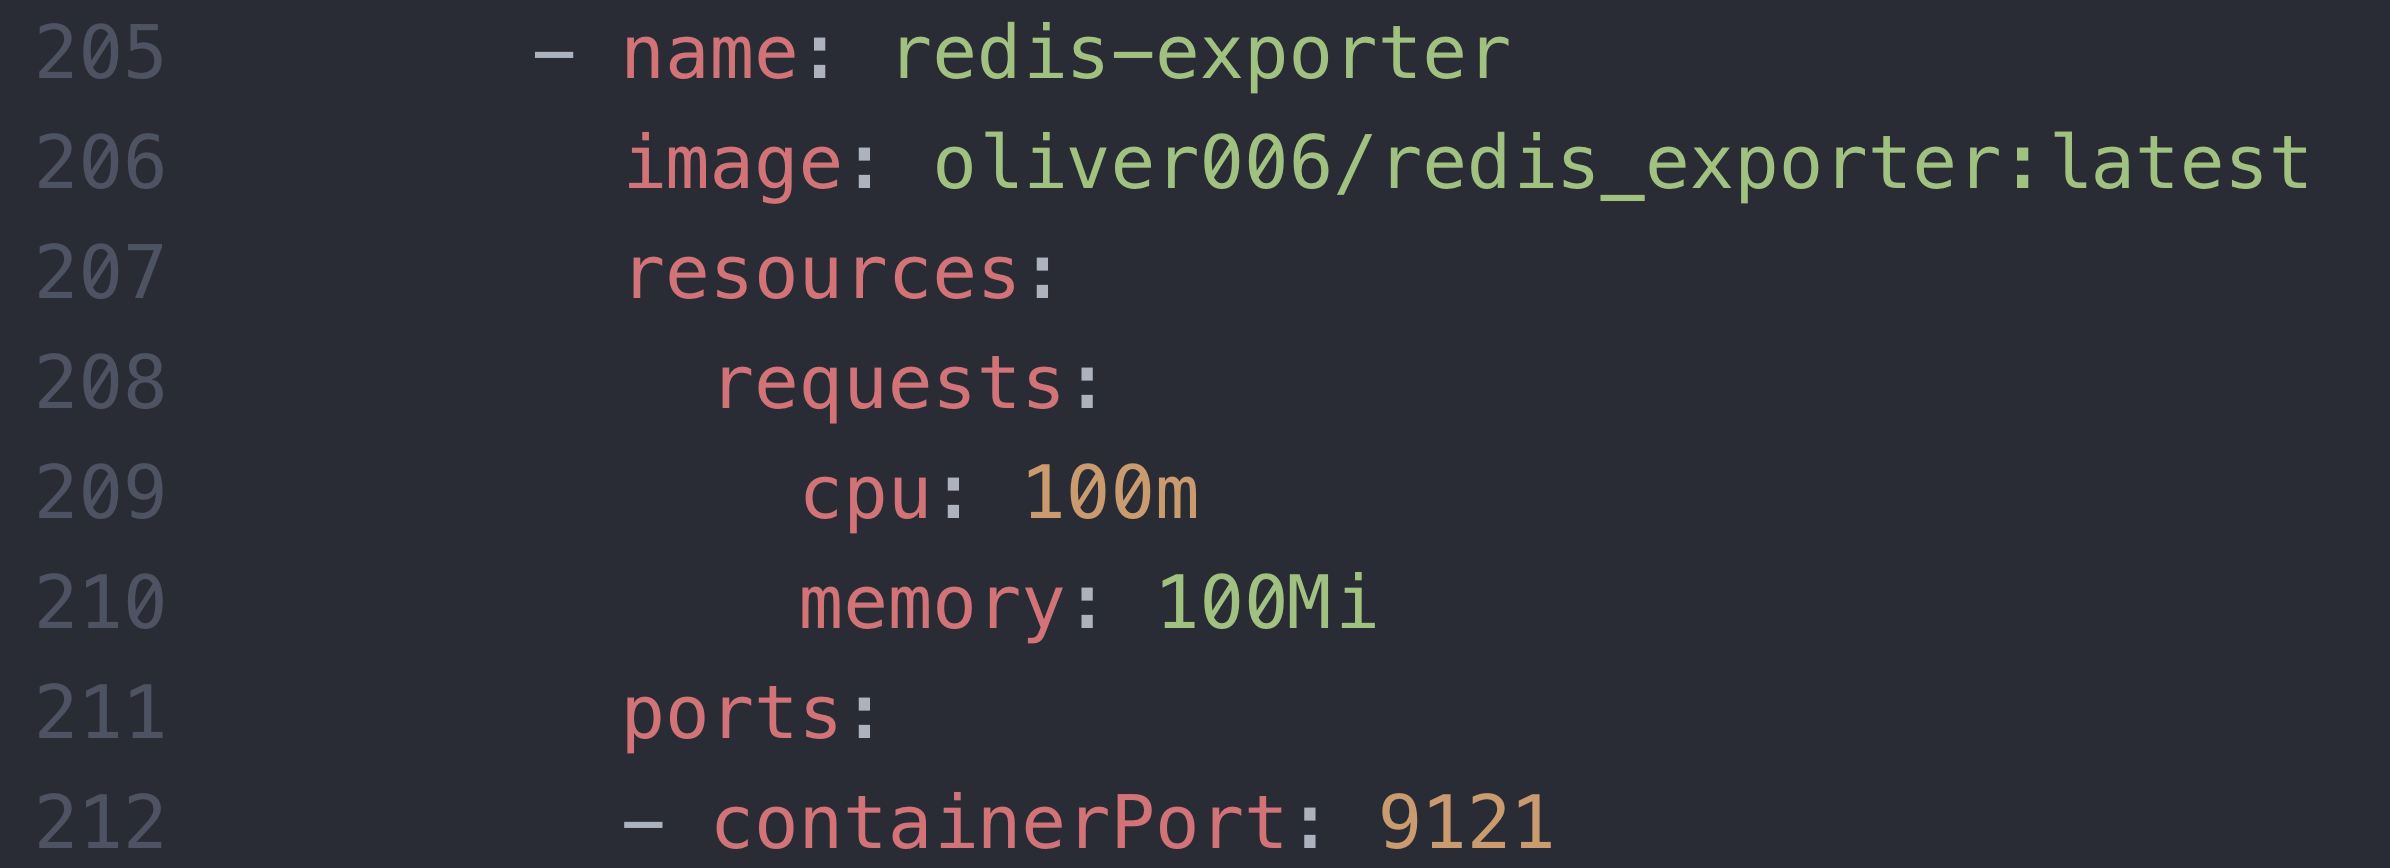 205 - name: redis-exporter
206 image: oliver006/redis_exporter:latest
207 resources:
208 requests:
209 cpu: 100m
210 memory: 100Mi
211 ports:
212 - containerPort: 9121